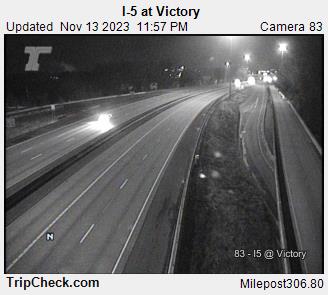 I-5 at Victory
Updated Nov 13 2023 11:57 PM Camera 83
T
N
83 - I5 @ Victory
TripCheck.com Milepost306.80